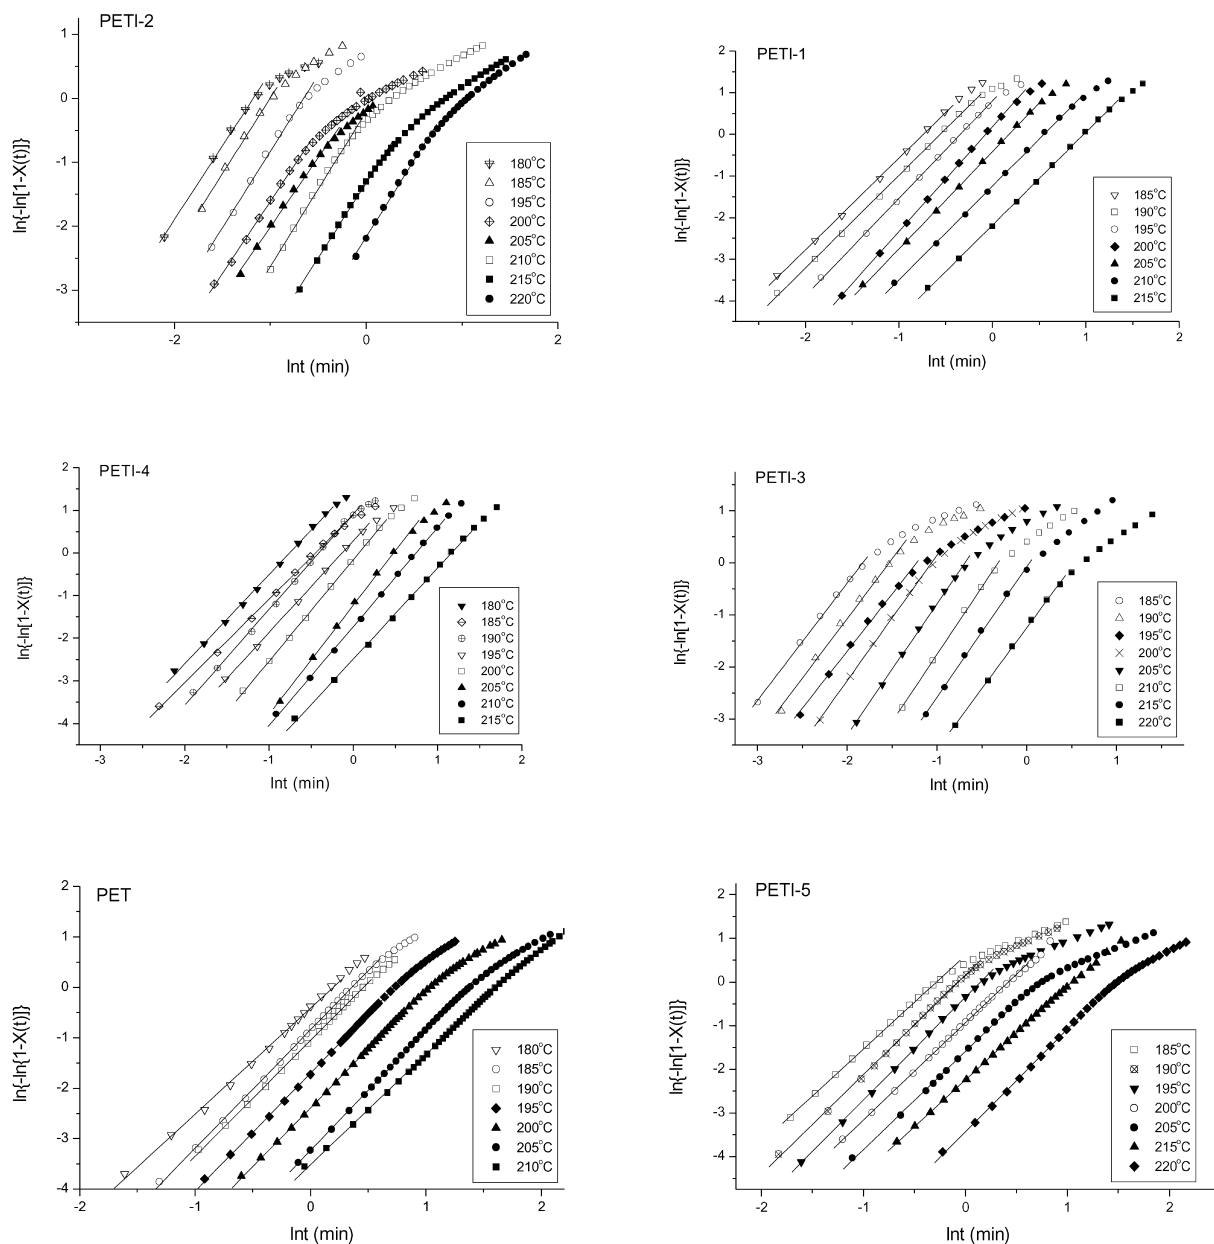 PETI-2
1
0
-1
-2
-3
ln{-ln[1-X(t)]}
180°C
185°C
195°C
200°C
205°C
210°C
215°C
220°C
-2
0
2
lnt (min)
PETI-1
2
1
0
-1
-2
-3
-4
ln{-ln[1-X(t)]}
185°C
190°C
195°C
200°C
205°C
210°C
215°C
-2
-1
0
1
2
lnt (min)
PETI-4
2
1
0
-1
-2
-3
-4
ln{-ln[1-X(t)]}
180°C
185°C
190°C
195°C
200°C
205°C
210°C
215°C
-3
-2
-1
0
1
2
lnt (min)
PETI-3
1
0
-1
-2
-3
ln{-ln[1-X(t)]}
185°C
190°C
195°C
200°C
205°C
210°C
215°C
220°C
-3
-2
-1
0
1
lnt (min)
PET
2
1
0
-1
-2
-3
-4
ln{-ln{1-X(t)]}
180°C
185°C
190°C
195°C
200°C
205°C
210°C
-2
-1
0
1
2
lnt (min)
PETI-5
2
1
0
-1
-2
-3
-4
ln{-ln[1-X(t)]}
185°C
190°C
195°C
200°C
205°C
215°C
220°C
-2
-1
0
1
2
lnt (min)